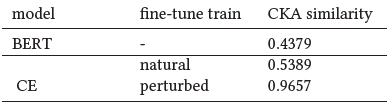 model fine-tune train CKA similarity
BERT - 0.4379
natural 0.5389
CE perturbed 0.9657